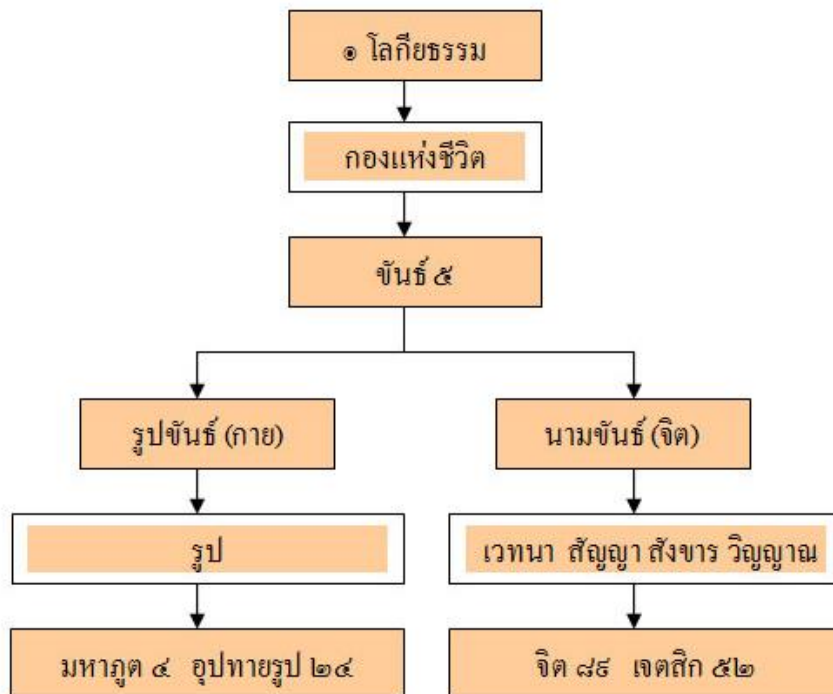 ๑ โลกียธรรม
กองแห่งชีวิต
ขันธ์ ๕
รูปขันธ์ (กาย)
นามขันธ์ (จิต)
รูป
เวทนา สัญญา สังขาร วิญญาณ
มหาภูต ๔ อุปทายรูป ๒๔
จิต ๘๙ เจตสิก ๕๒